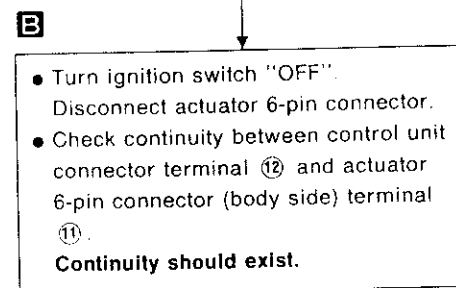 B
● Turn ignition switch "OFF".
Disconnect actuator 6-pin connector.
● Check continuity between control unit
connector terminal ⑫ and actuator
6-pin connector (body side) terminal
⑪.
Continuity should exist.